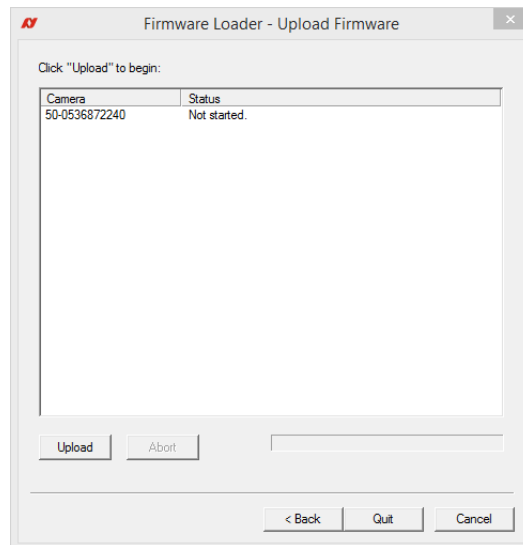 Firmware Loader - Upload Firmware
Click "Upload" to begin:
Camera Status
50-0536872240 Not started.
Upload Abort
< Back Quit Cancel